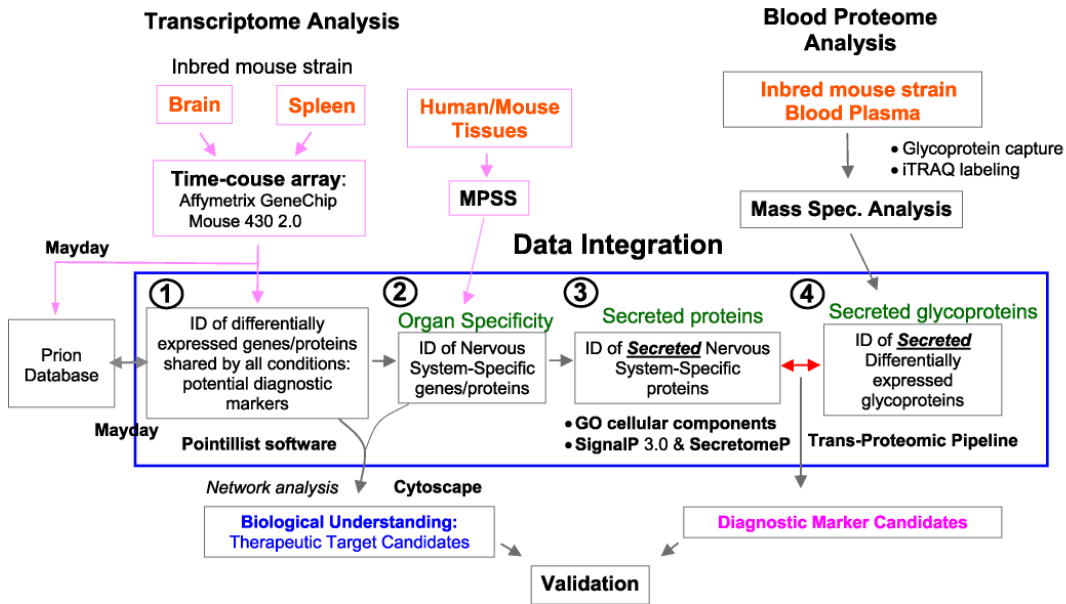 Transcriptome Analysis
Inbred mouse strain
Brain
Spleen
Time-couse array:
Affymetrix GeneChip
Mouse 430 2.0
Human/Mouse
Tissues
MPSS
Blood Proteome
Analysis
Inbred mouse strain
Blood Plasma
• Glycoprotein capture
• iTRAQ labeling
Mass Spec. Analysis
Mayday
Data Integration
Prion
Database
Mayday
1
ID of differentially
expressed genes/proteins
shared by all conditions:
potential diagnostic
markers
Pointillist software
2
Organ Specificity
ID of Nervous
System-Specific
genes/proteins
3
Secreted proteins
ID of Secreted Nervous
System-Specific
proteins
• GO cellular components
• SignalP 3.0 & SecretomeP
4
Secreted glycoproteins
ID of Secreted
Differentially
expressed
glycoproteins
Trans-Proteomic Pipeline
Network analysis
Cytoscape
Biological Understanding:
Therapeutic Target Candidates
Diagnostic Marker Candidates
Validation